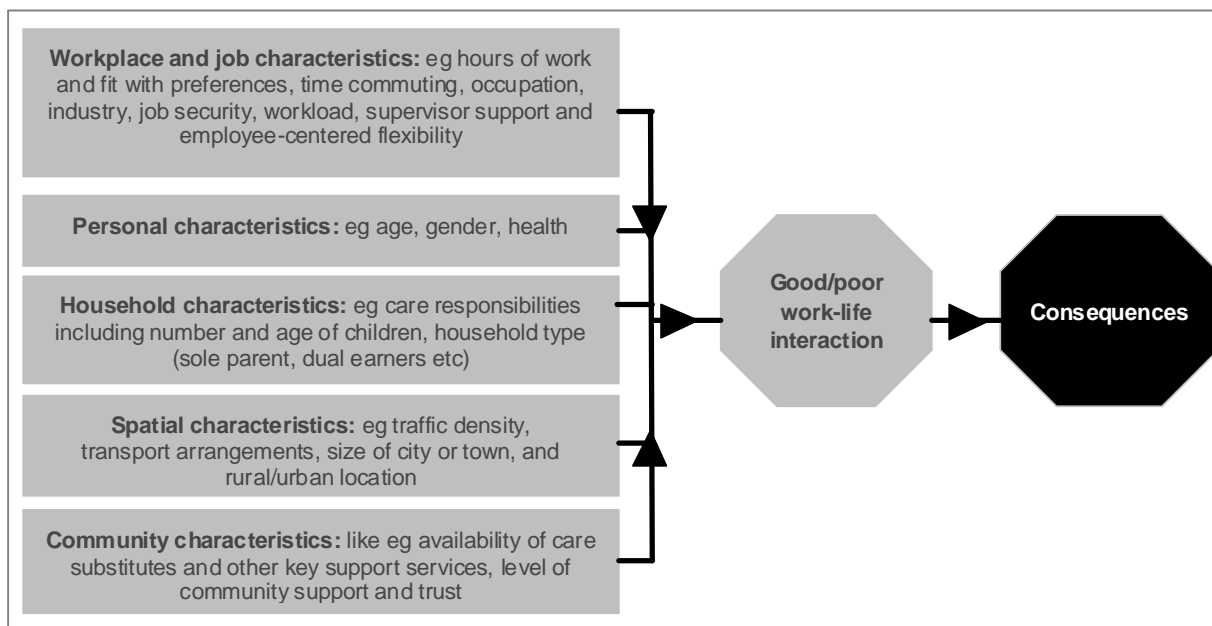 Workplace and job characteristics: eg hours of work
and fit with preferences, time commuting, occupation,
industry, job security, workload, supervisor support and
employee-centered flexibility
Personal characteristics: eg age, gender, health
Household characteristics: eg care responsibilities
including number and age of children, household type
(sole parent, dual earners etc)
Spatial characteristics: eg traffic density,
transport arrangements, size of city or town, and
rural/urban location
Community characteristics: like eg availability of care
substitutes and other key support services, level of
community support and trust
Good/poor
work-life
interaction
Consequences